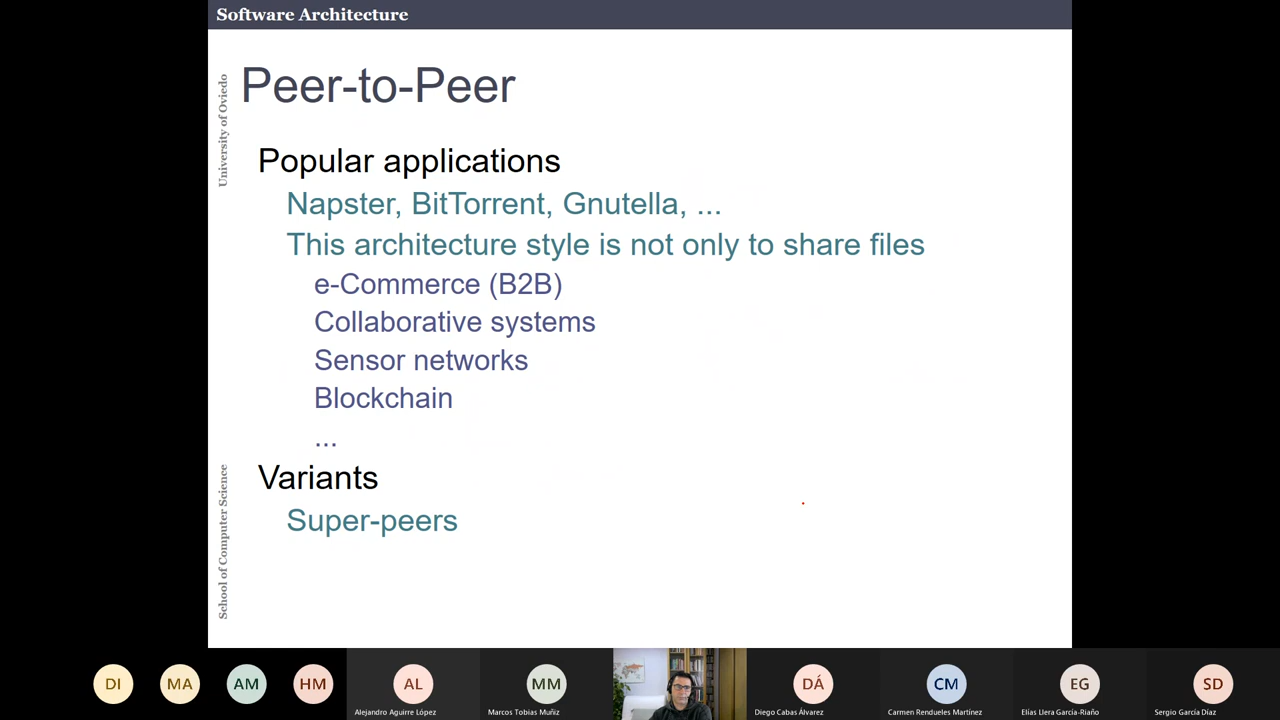 Software Architecture
University of Oviedo
Peer-to-Peer
Popular applications
Napster, BitTorrent, Gnutella, ...
This architecture style is not only to share files
e-Commerce (B2B)
Collaborative systems
Sensor networks
Blockchain
...
Variants
Super-peers
School of Computer Science
DI
MA
AM
HM
AL
MM
DÁ
CM
EG
SD
Alejandro Aguirre López
Marcos Tobias Muñiz
Diego Cabas Álvarez
Carmen Rendueles Martínez
Elías Llera García-Riaño
Sergio García Díaz